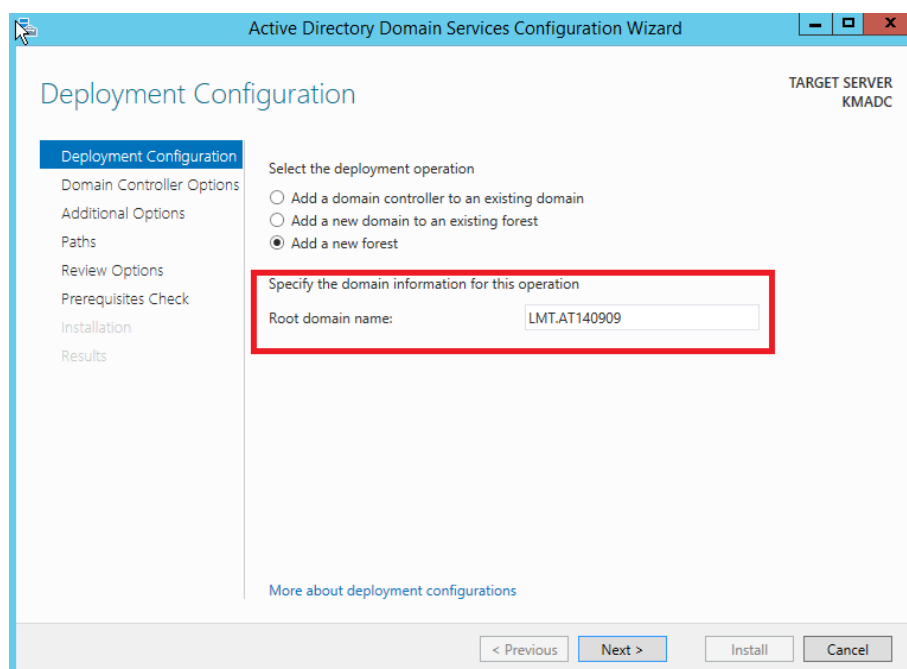 Active Directory Domain Services Configuration Wizard
Deployment Configuration
TARGET SERVER
KMADC
Deployment Configuration
Domain Controller Options
Additional Options
Paths
Review Options
Prerequisites Check
Installation
Results
Select the deployment operation
Add a domain controller to an existing domain
Add a new domain to an existing forest
Add a new forest
Specify the domain information for this operation
Root domain name: LMT.AT140909
More about deployment configurations
< Previous Next > Install Cancel